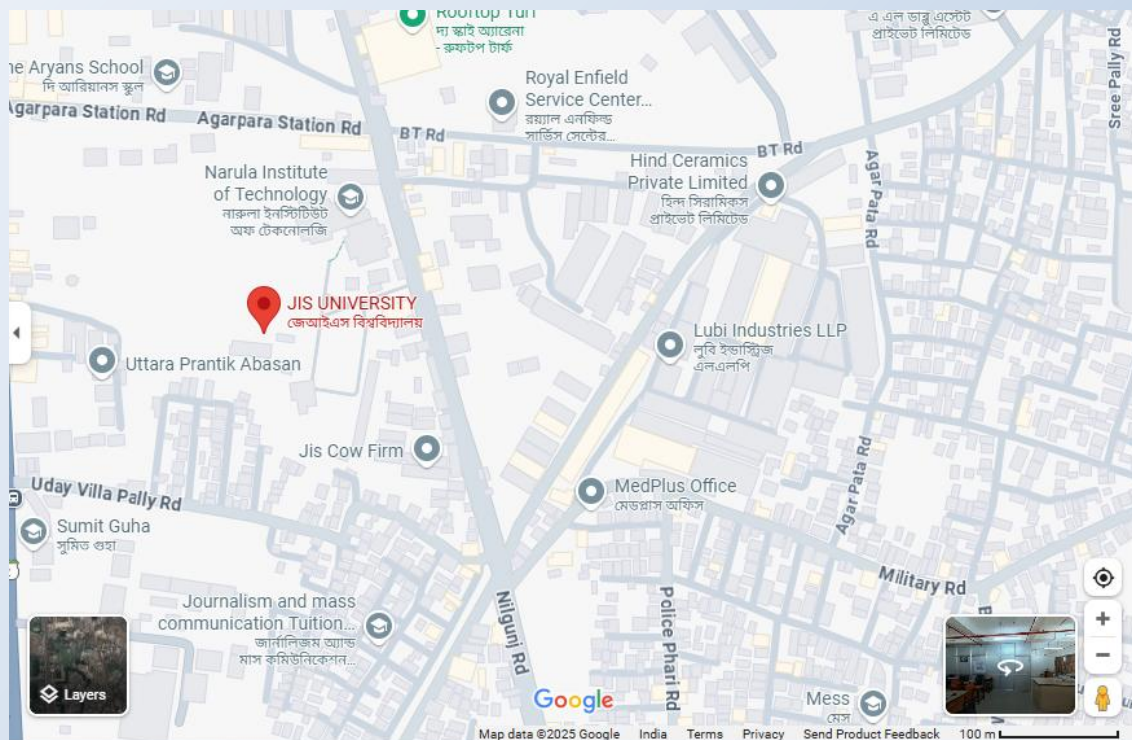 Rooftop Turf
দ্য স্কাই অ্যারেনা
- রুফটপ টার্ফ
এ এল ডাব্লু এস্টেট
প্রাইভেট লিমিটেড
Sree Pally Rd
he Aryans School
দি আরিয়ানস স্কুল
Royal Enfield
Service Center...
রয়্যাল এনফিল্ড
সার্ভিস সেন্টার...
Agarpara Station Rd
Agarpara Station Rd
BT Rd
BT Rd
Hind Ceramics
Private Limited
হিন্দ সিরামিকস
প্রাইভেট লিমিটেড
Agar Pata Rd
Narula Institute
of Technology
নারুলা ইনস্টিটিউট
অফ টেকনোলজি
JIS UNIVERSITY
জেআইএস বিশ্ববিদ্যালয়
Lubi Industries LLP
লুবি ইন্ডাস্ট্রিজ
এলএলপি
Uttara Prantik Abasan
Jis Cow Firm
Agar Pata Rd
Uday Villa Pally Rd
MedPlus Office
মেডপ্লাস অফিস
Sumit Guha
সুমিত গুহা
Military Rd
Nilgunj Rd
Police Phari Rd
Journalism and mass
communication Tuition...
জার্নালিজম অ্যান্ড
মাস কমিউনিকেশন...
Layers
Google
Mess
মেস
Map data ©2025 Google India Terms Privacy Send Product Feedback 100 m